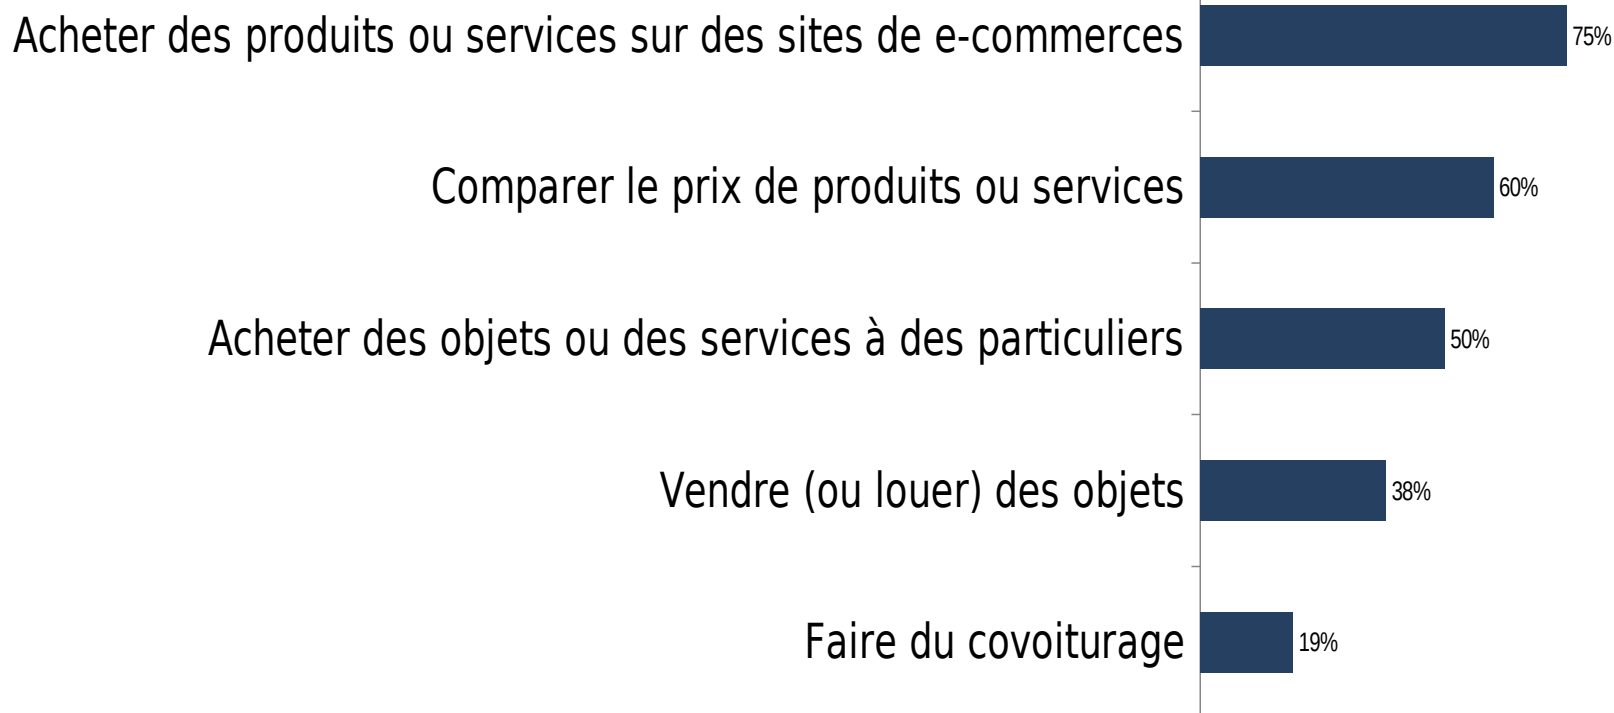 Acheter des produits ou services sur des sites de e-commerces 75%
Comparer le prix de produits ou services 60%
Acheter des objets ou des services à des particuliers 50%
Vendre (ou louer) des objets 38%
Faire du covoiturage 19%